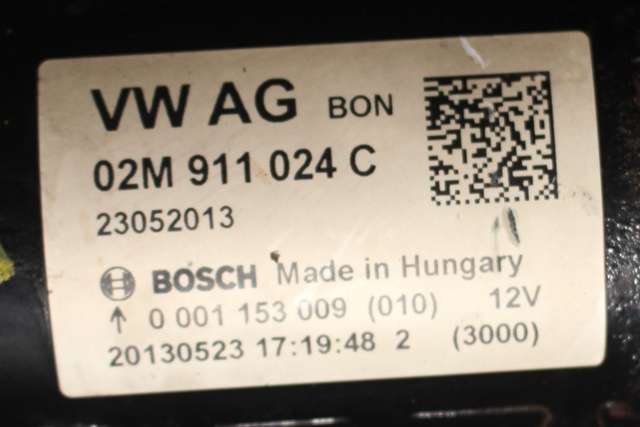 VW AG BON
02M 911 024 C
23052013
BOSCH Made in Hungary
↑ 0 001 153 009 (010) 12V
20130523 17:19:48 2 (3000)